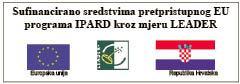 Sufinancirano sredstvima pretpristupnog EU
programa IPARD kroz mjeru LEADER
Europska unija
Republika Hrvatska